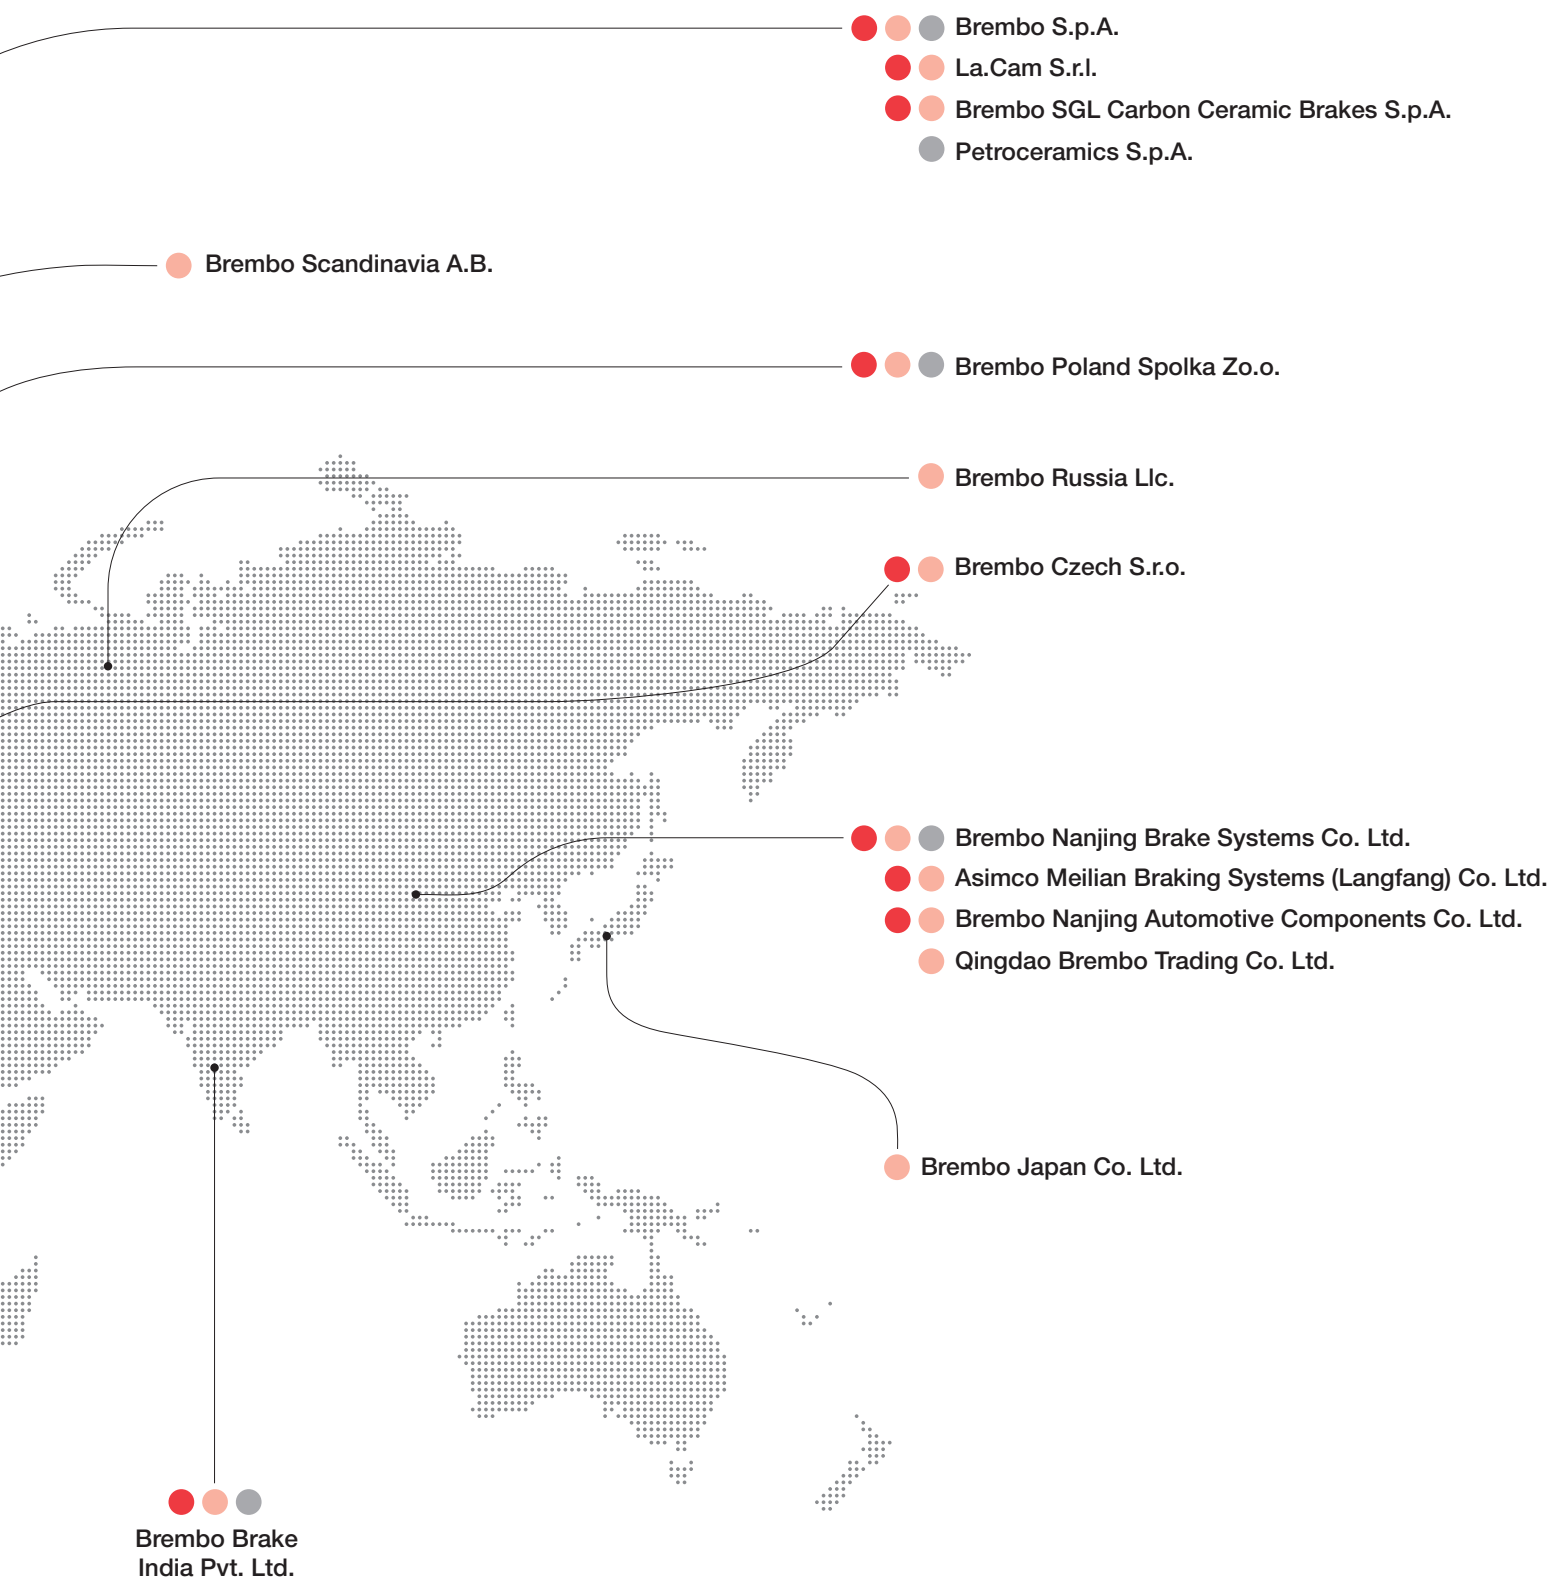 Brembo S.p.A.
La.Cam S.r.l.
Brembo SGL Carbon Ceramic Brakes S.p.A.
Petroceramics S.p.A.
Brembo Scandinavia A.B.
Brembo Poland Spolka Zo.o.
Brembo Russia Llc.
Brembo Czech S.r.o.
Brembo Nanjing Brake Systems Co. Ltd.
Asimco Meilian Braking Systems (Langfang) Co. Ltd.
Brembo Nanjing Automotive Components Co. Ltd.
Qingdao Brembo Trading Co. Ltd.
Brembo Japan Co. Ltd.
Brembo Brake
India Pvt. Ltd.